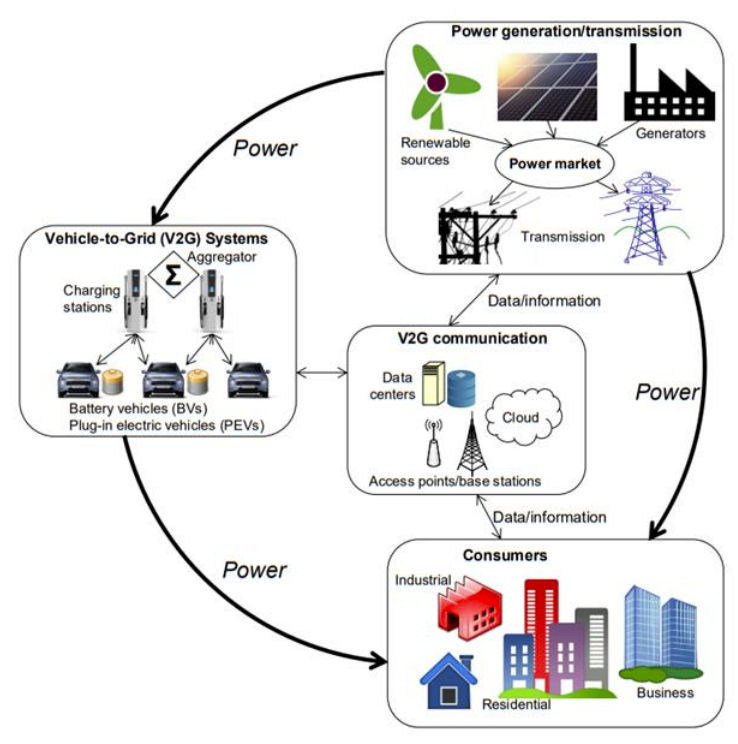 Power generation/transmission
Renewable
sources
Generators
Power market
Transmission
Power
Vehicle-to-Grid (V2G) Systems
Aggregator
Σ
Charging
stations
Battery vehicles (BVs)
Plug-in electric vehicles (PEVs)
Data/information
V2G communication
Data
centers
Cloud
Access points/base stations
Power
Data/information
Power
Consumers
Industrial
Residential
Business